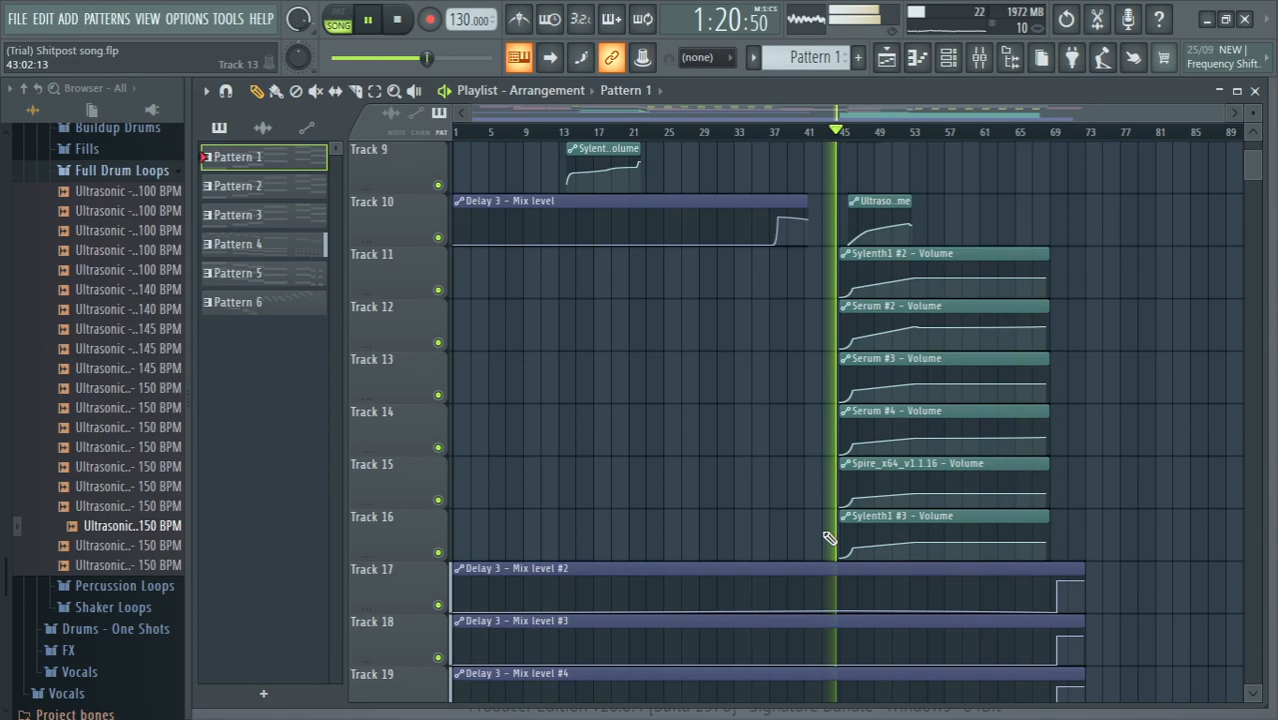 FILE EDIT ADD PATTERNS VIEW OPTIONS TOOLS HELP
PAT
SONG
130.000
3.2
1:20:50
M:S:CS
22
1972 MB
10
(Trial) Shitpost song.flp
43:02:13
Track 13
(none)
Pattern 1
25/09 NEW |
Frequency Shift..
Browser - All
Playlist - Arrangement
Pattern 1
NOTE CHAN PAT
1 5 9 13 17 21 25 29 33 37 41 45 49 53 57 61 65 69 73 77 81 85 89
Buildup Drums
Fills
Full Drum Loops
Ultrasonic -..100 BPM
Ultrasonic -..100 BPM
Ultrasonic -..100 BPM
Ultrasonic -..100 BPM
Ultrasonic -..100 BPM
Ultrasonic -..140 BPM
Ultrasonic -..140 BPM
Ultrasonic -..145 BPM
Ultrasonic..- 145 BPM
Ultrasonic..- 145 BPM
Ultrasonic..- 150 BPM
Ultrasonic..- 150 BPM
Ultrasonic..- 150 BPM
Ultrasonic..- 150 BPM
Ultrasonic..- 150 BPM
Ultrasonic..- 150 BPM
Ultrasonic..- 150 BPM
Ultrasonic..150 BPM
Ultrasonic..- 150 BPM
Ultrasonic..- 150 BPM
Percussion Loops
Shaker Loops
Drums - One Shots
FX
Vocals
Vocals
Project bones
Pattern 1
Pattern 2
Pattern 3
Pattern 4
Pattern 5
Pattern 6
Track 9
Sylent..olume
Track 10
Delay 3 - Mix level
Ultraso..me
Track 11
Sylenth1 #2 - Volume
Track 12
Serum #2 - Volume
Track 13
Serum #3 - Volume
Track 14
Serum #4 - Volume
Track 15
Spire_x64_v1.1.16 - Volume
Track 16
Sylenth1 #3 - Volume
Track 17
Delay 3 - Mix level #2
Track 18
Delay 3 - Mix level #3
Track 19
Delay 3 - Mix level #4